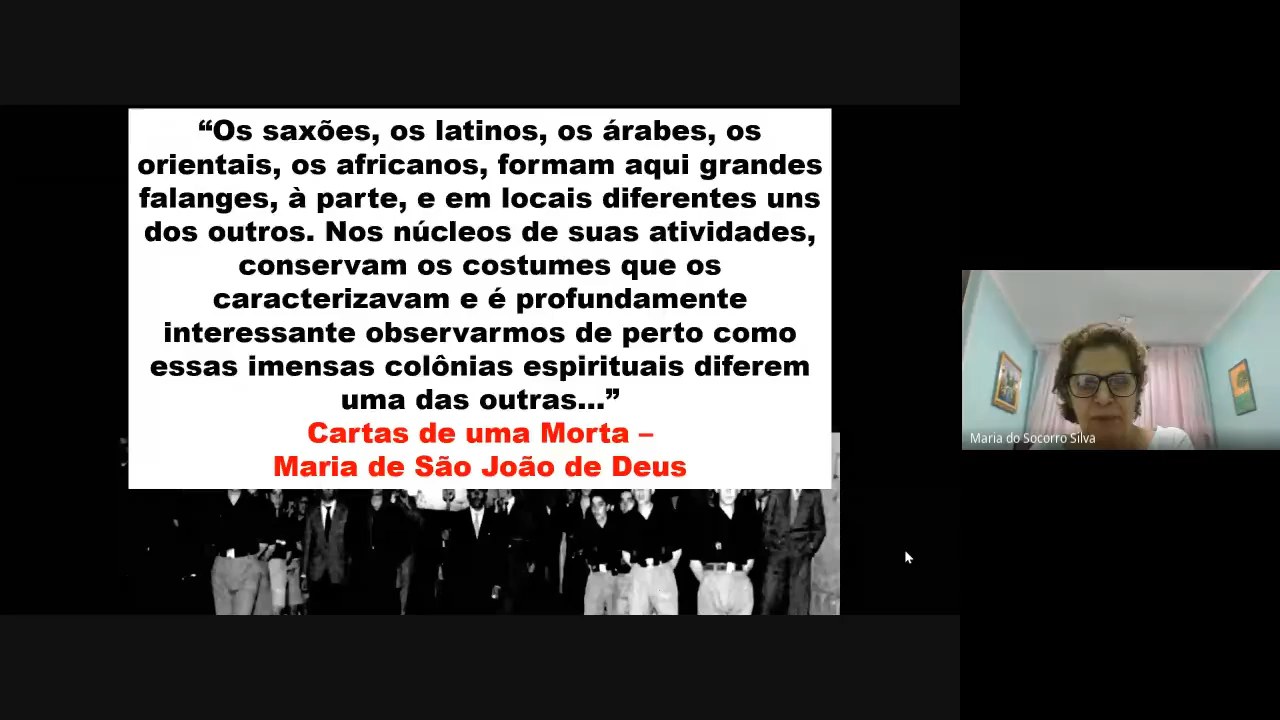 “Os saxões, os latinos, os árabes, os
orientais, os africanos, formam aqui grandes
falanges, à parte, e em locais diferentes uns
dos outros. Nos núcleos de suas atividades,
conservam os costumes que os
caracterizavam e é profundamente
interessante observarmos de perto como
essas imensas colônias espirituais diferem
uma das outras...”
Cartas de uma Morta –
Maria de São João de Deus
Maria do Socorro Silva